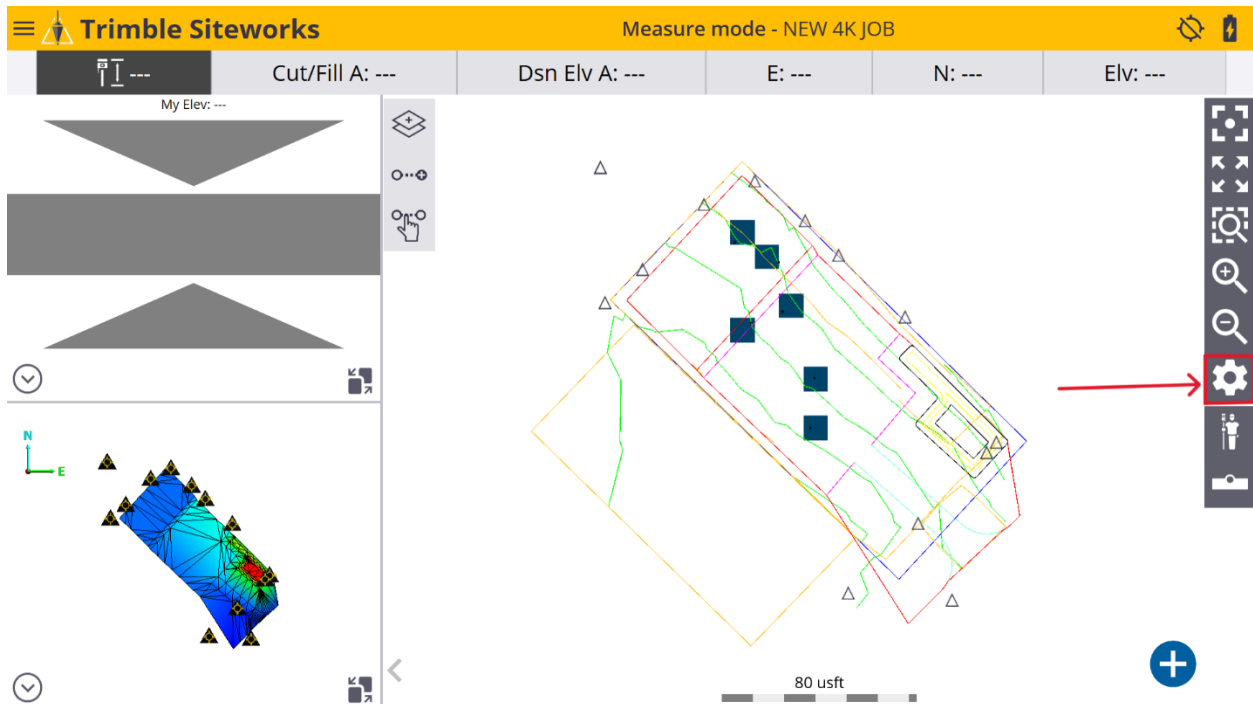 Trimble Siteworks
Measure mode - NEW 4K JOB
---
Cut/Fill A: ---
Dsn Elv A: ---
E: ---
N: ---
Elv: ---
My Elev: ---
N
E
80 usft